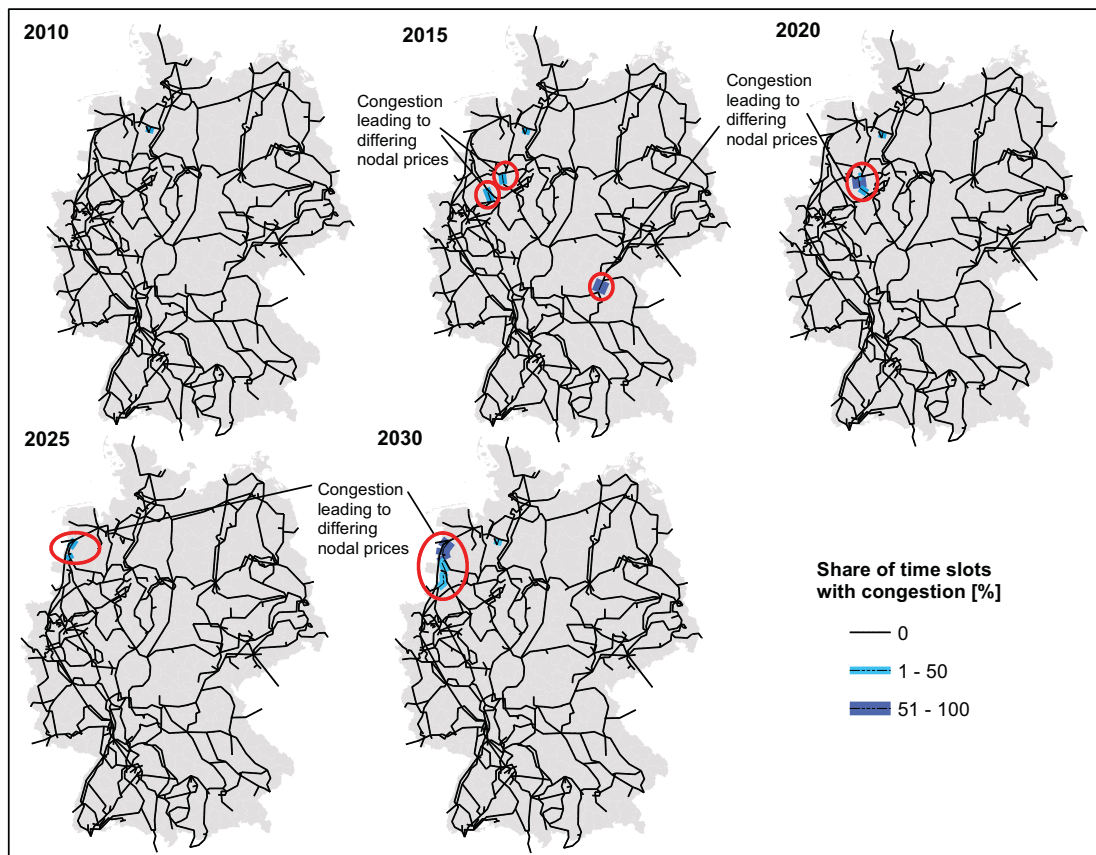 2010
2015
2020
Congestion
leading to
differing
nodal prices
Congestion
leading to
differing
nodal prices
2025
2030
Congestion
leading to
differing
nodal prices
Share of time slots
with congestion [%]
0
1 - 50
51 - 100